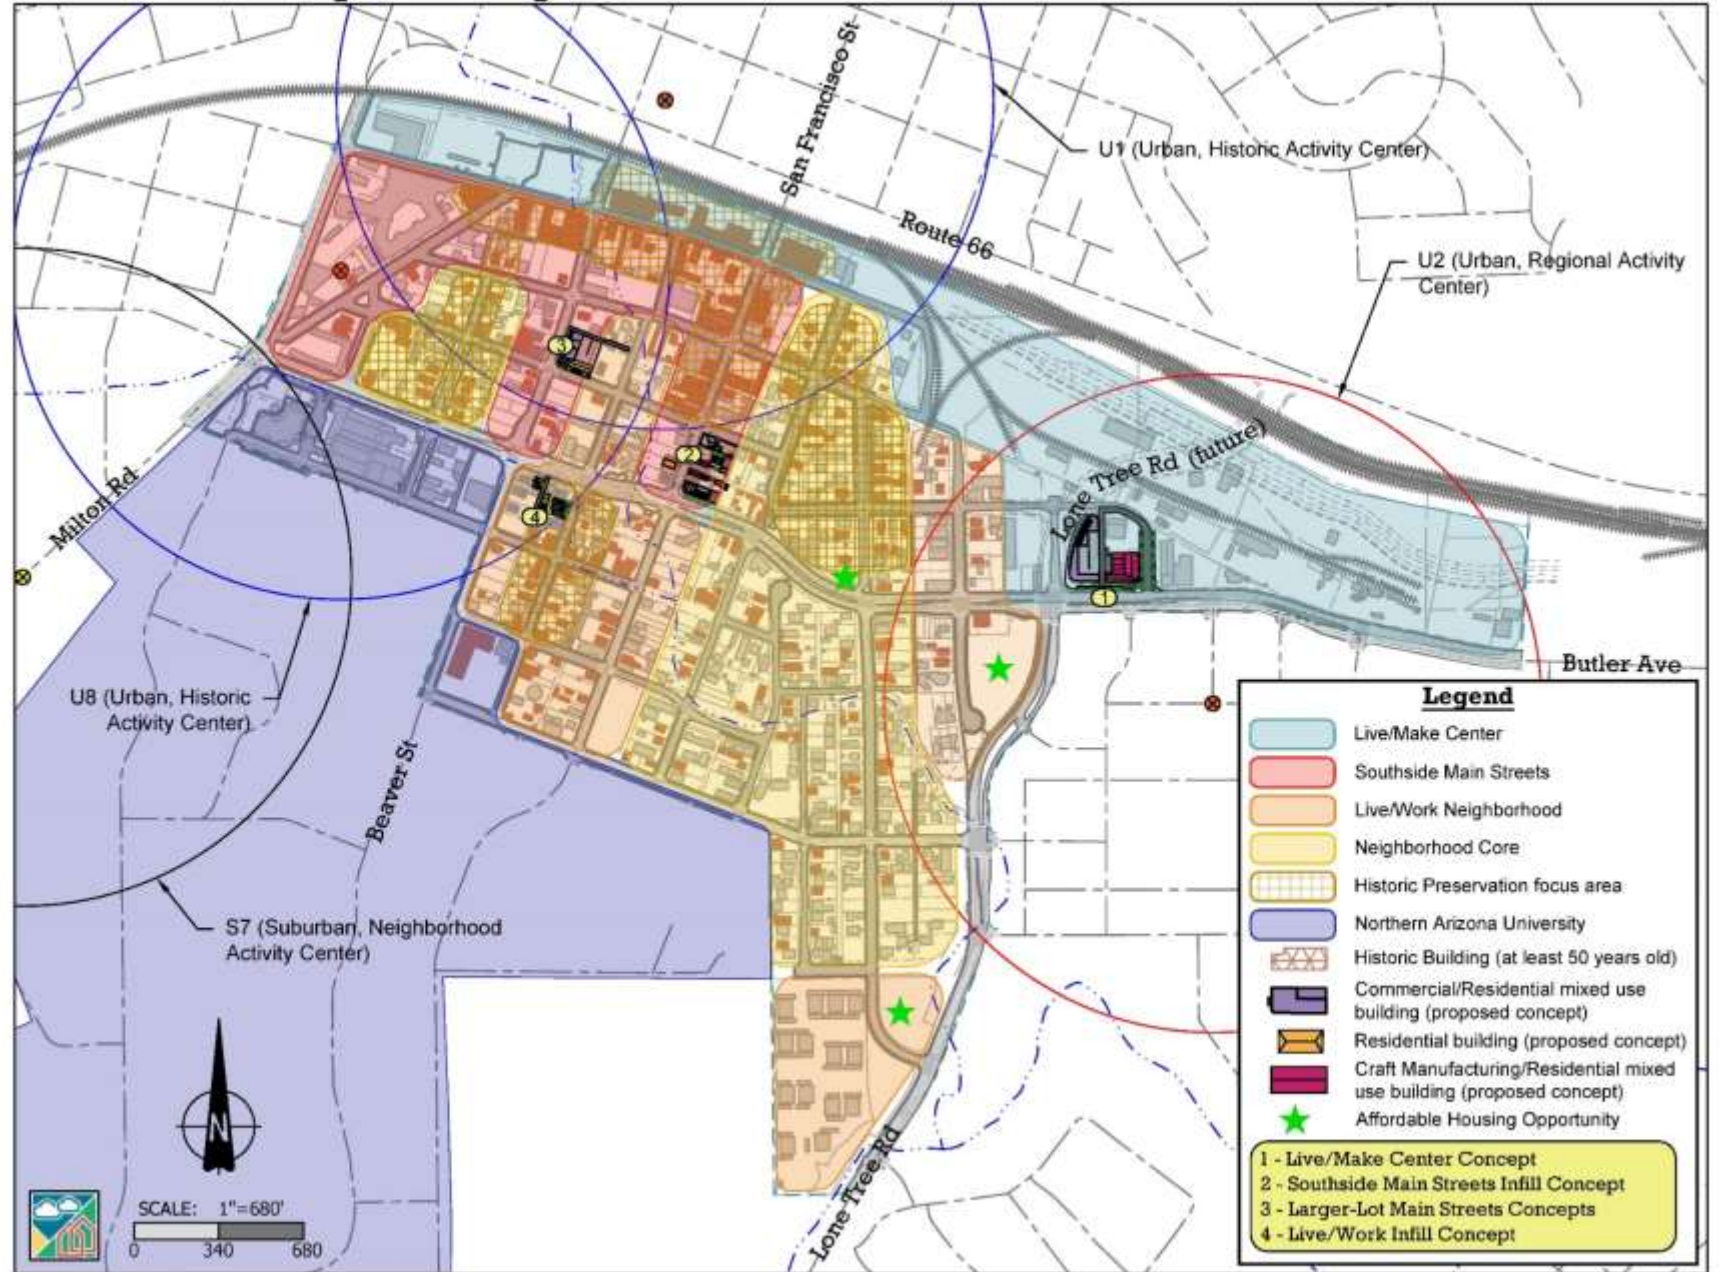 San Francisco St
U1 (Urban, Historic Activity Center)
Route 66
U2 (Urban, Regional Activity
Center)
3
2
Lone Tree Rd (future)
4
Milton Rd
1
Butler Ave
U8 (Urban, Historic
Activity Center)
Beaver St
S7 (Suburban, Neighborhood
Activity Center)
Lone Tree Rd
N
SCALE: 1"=680'
0 340 680
Legend
Live/Make Center
Southside Main Streets
Live/Work Neighborhood
Neighborhood Core
Historic Preservation focus area
Northern Arizona University
Historic Building (at least 50 years old)
Commercial/Residential mixed use
building (proposed concept)
Residential building (proposed concept)
Craft Manufacturing/Residential mixed
use building (proposed concept)
Affordable Housing Opportunity
1 - Live/Make Center Concept
2 - Southside Main Streets Infill Concept
3 - Larger-Lot Main Streets Concepts
4 - Live/Work Infill Concept